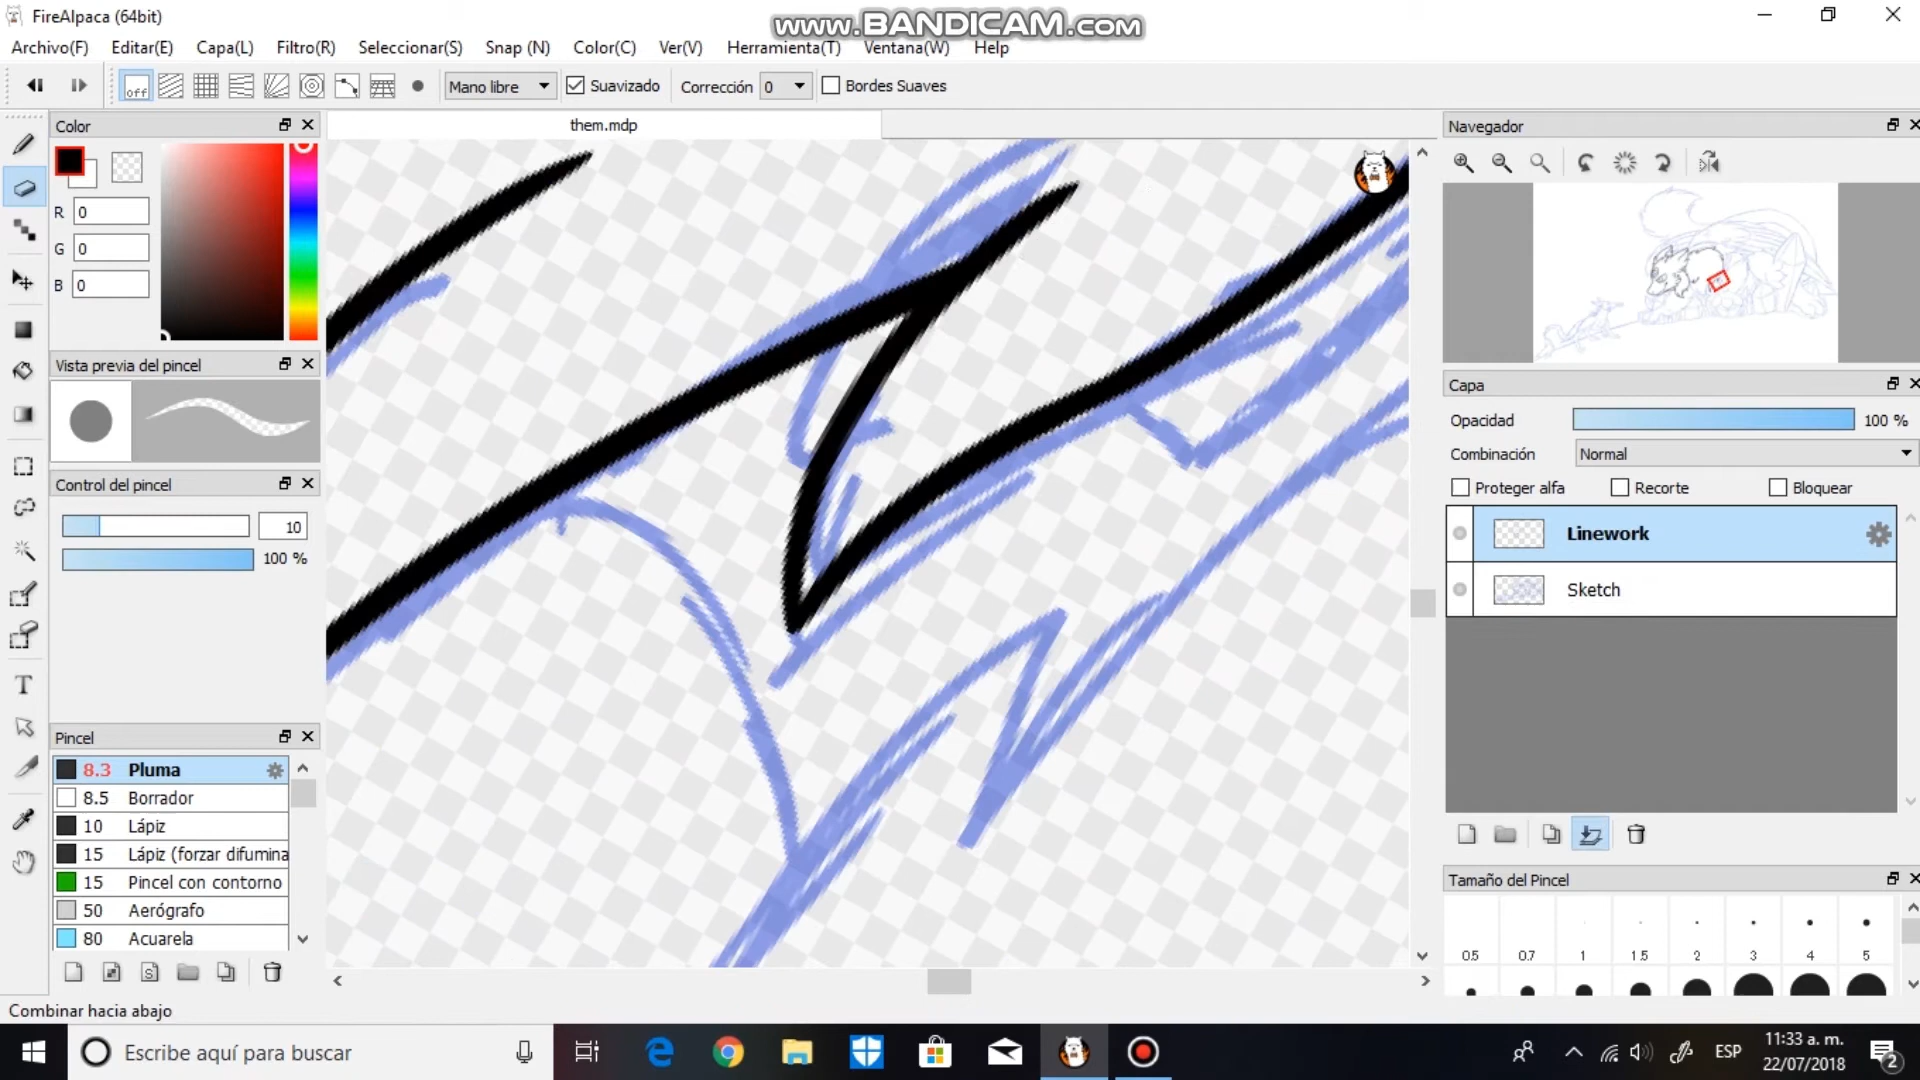 FireAlpaca (64bit)
www.BANDICAM.com
Archivo(F) Editar(E) Capa(L) Filtro(R) Seleccionar(S) Snap (N) Color(C) Ver(V) Herramienta(T) Ventana(W) Help
off Mano libre Suavizado Corrección 0 Bordes Suaves
Color
them.mdp
Navegador
R 0
G 0
B 0
Vista previa del pincel
Capa
Opacidad 100 %
Combinación Normal
Proteger alfa Recorte Bloquear
Control del pincel
10
100 %
Linework
Sketch
Pincel
8.3 Pluma
8.5 Borrador
10 Lápiz
15 Lápiz (forzar difumina
15 Pincel con contorno
50 Aerógrafo
80 Acuarela
Tamaño del Pincel
0.5 0.7 1 1.5 2 3 4 5
Combinar hacia abajo
Escribe aquí para buscar
ESP
11:33 a. m.
22/07/2018
2